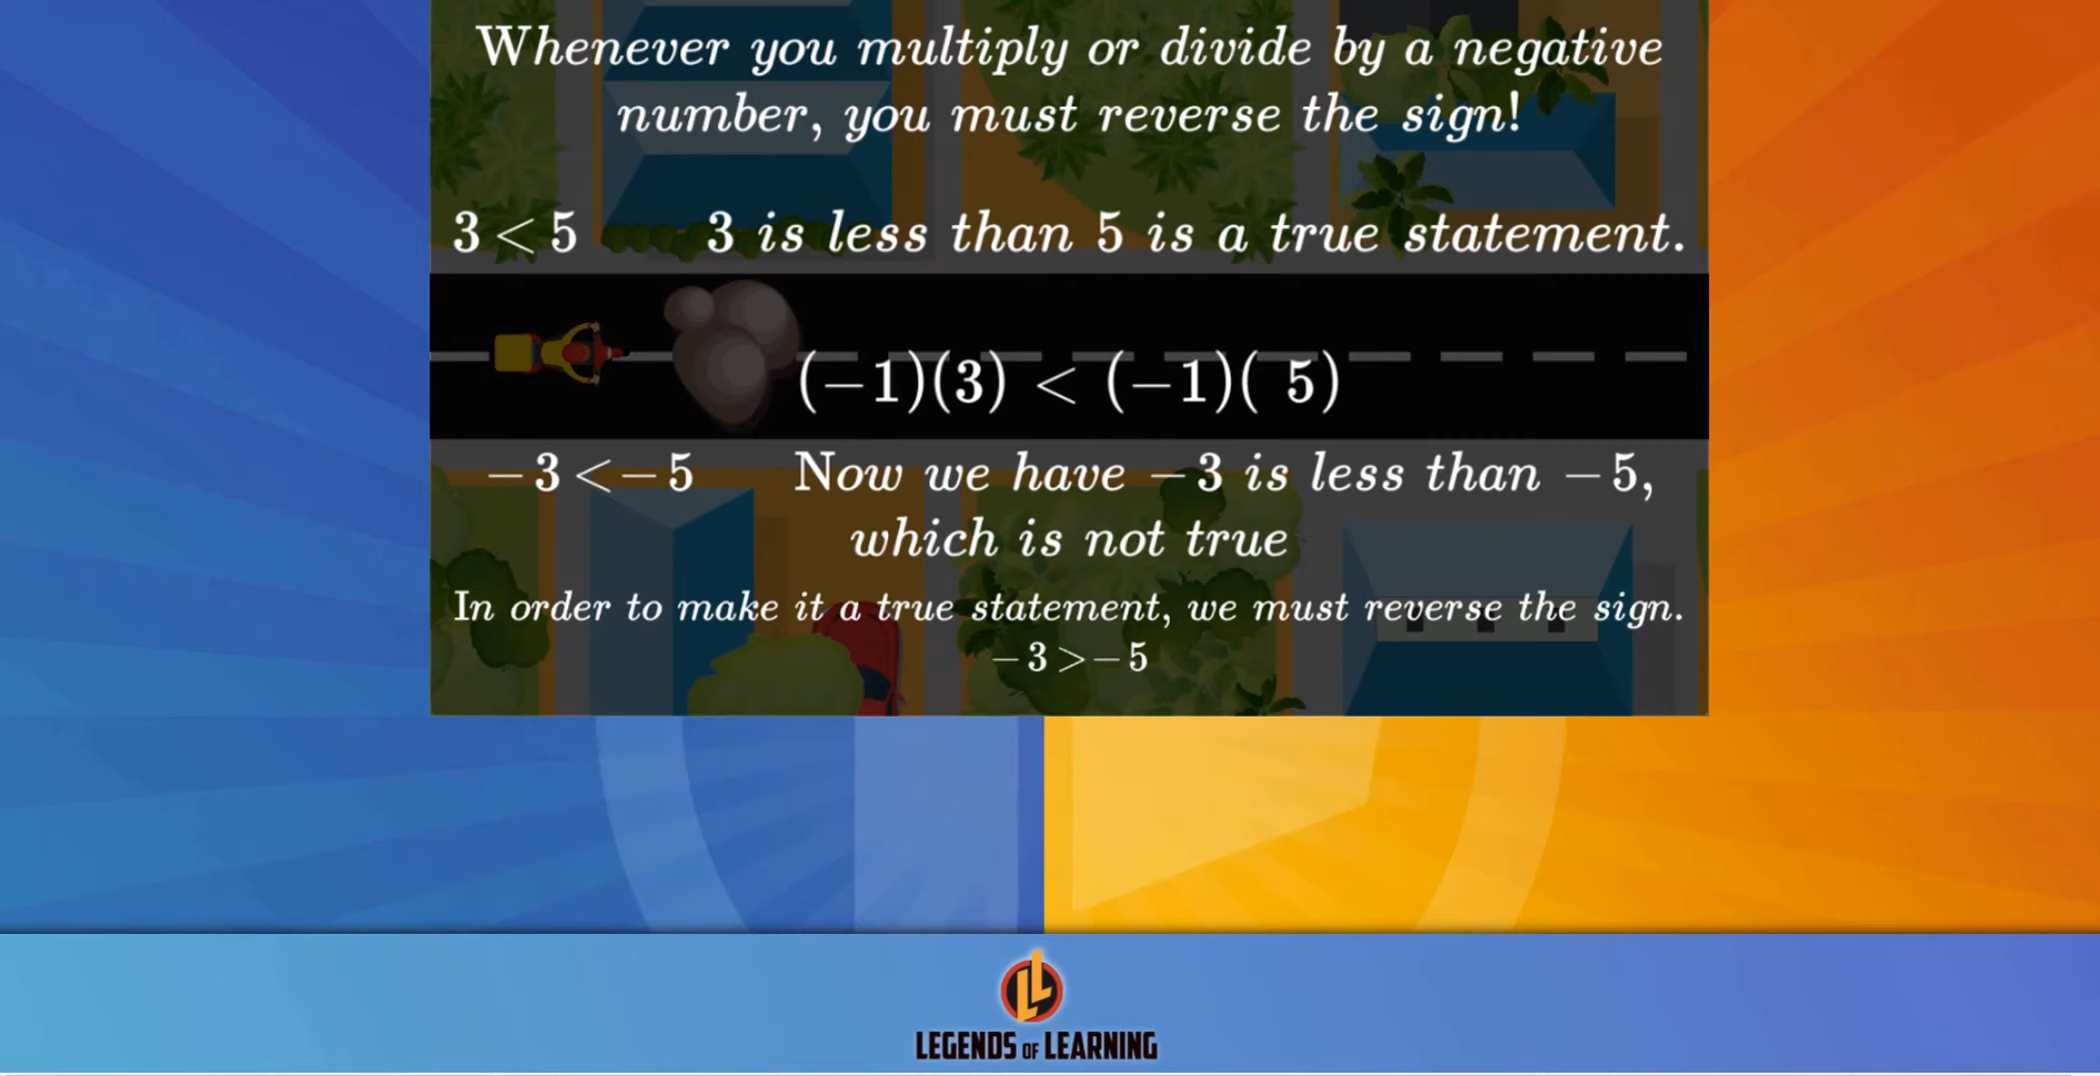 Whenever you multiply or divide by a negative
number, you must reverse the sign!
3 < 5 3 is less than 5 is a true statement.
(−1)(3) < (−1)( 5)
−3 < −5 Now we have −3 is less than −5,
which is not true
In order to make it a true statement, we must reverse the sign.
−3 > −5
LL
LEGENDS OF LEARNING